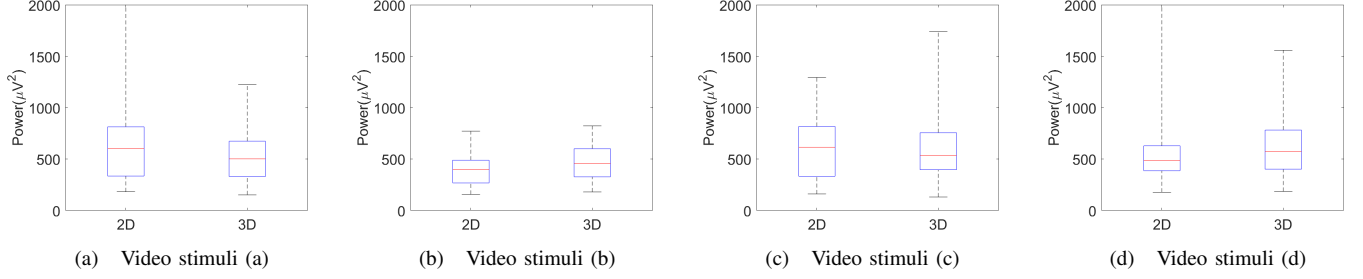 2000
1500
1000
500
0
Power(μV²)
2D
3D
(a) Video stimuli (a)
2000
1500
1000
500
0
Power(μV²)
2D
3D
(b) Video stimuli (b)
2000
1500
1000
500
0
Power(μV²)
2D
3D
(c) Video stimuli (c)
2000
1500
1000
500
0
Power(μV²)
2D
3D
(d) Video stimuli (d)